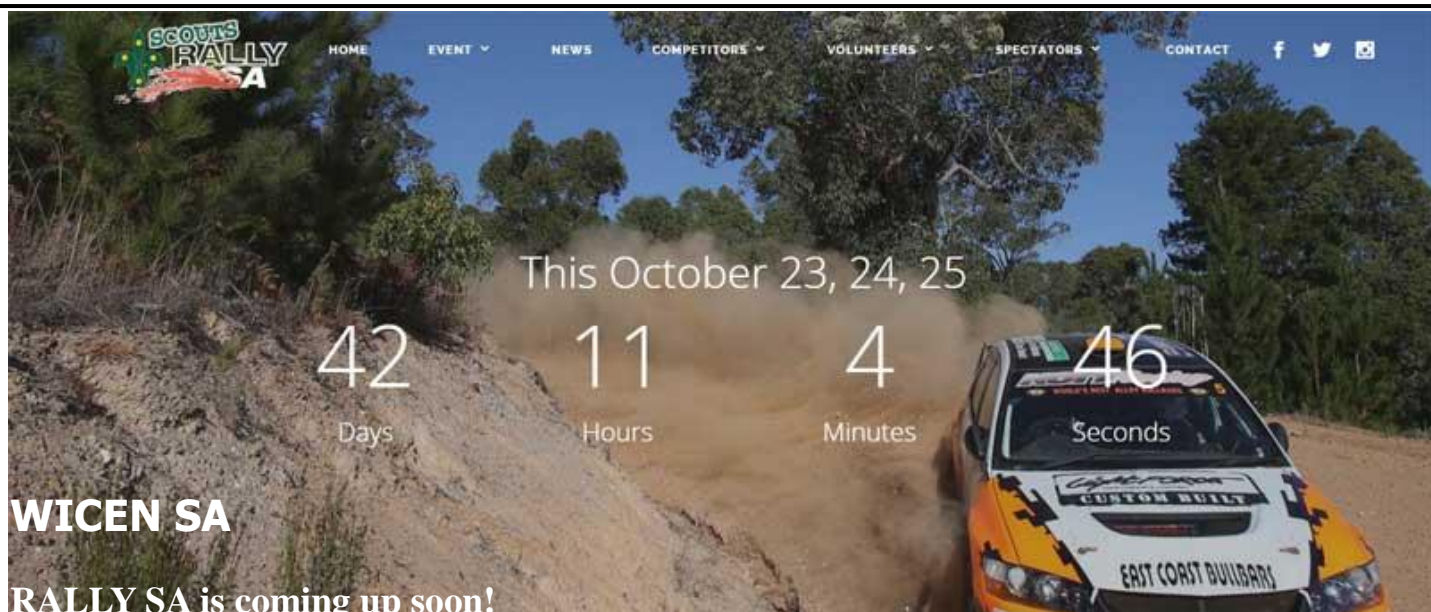 SCOUTS
RALLY
SA
HOME EVENT NEWS COMPETITORS VOLUNTEERS SPECTATORS CONTACT
This October 23, 24, 25
42 11 4 46
Days Hours Minutes Seconds
CUSTOM BUILT
EAST COAST BULLBARS
WICEN SA
RALLY SA is coming up soon!